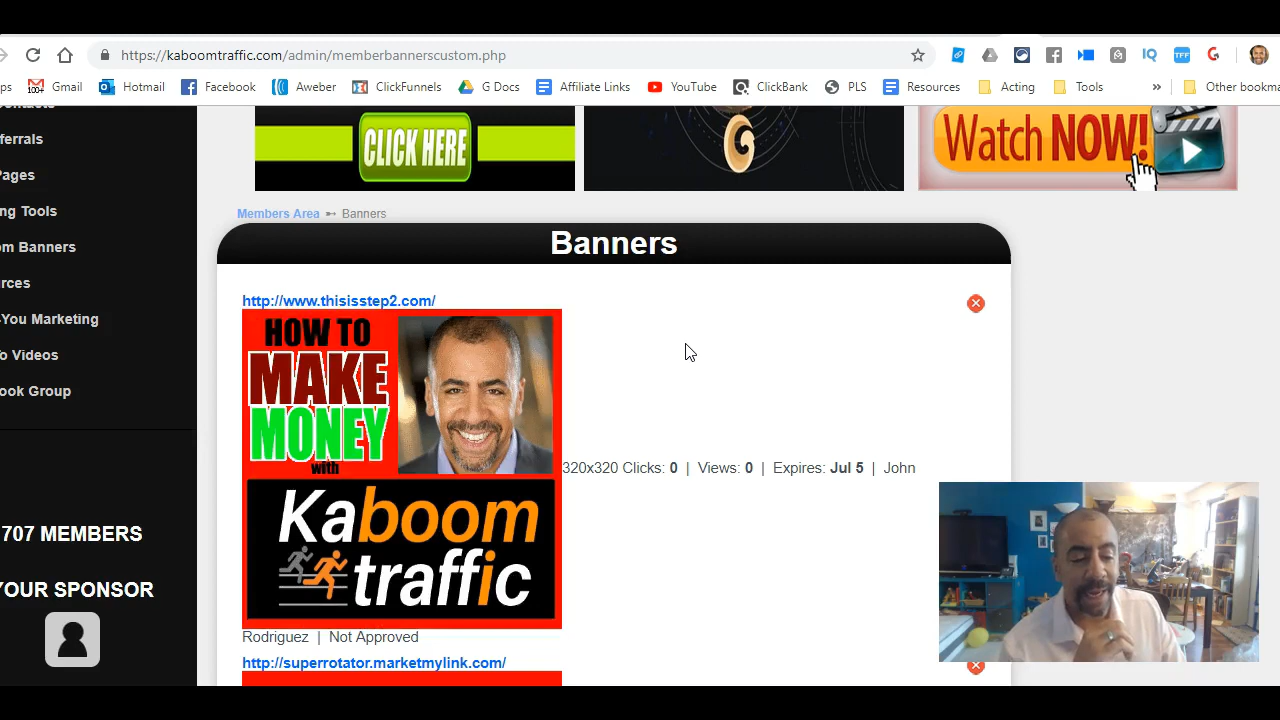 https://kaboomtraffic.com/admin/memberbannerscustom.php
ps Gmail Hotmail Facebook Aweber ClickFunnels G Docs Affiliate Links YouTube ClickBank PLS Resources Acting Tools » Other bookma
CLICK HERE
Watch NOW!
ferrals
Pages
ng Tools
om Banners
rces
-You Marketing
o Videos
ook Group
707 MEMBERS
YOUR SPONSOR
Members Area ➸ Banners
Banners
http://www.thisisstep2.com/
HOW TO
MAKE
MONEY
with
Kaboom
traffic
320x320 Clicks: 0 | Views: 0 | Expires: Jul 5 | John
Rodriguez | Not Approved
http://superrotator.marketmylink.com/